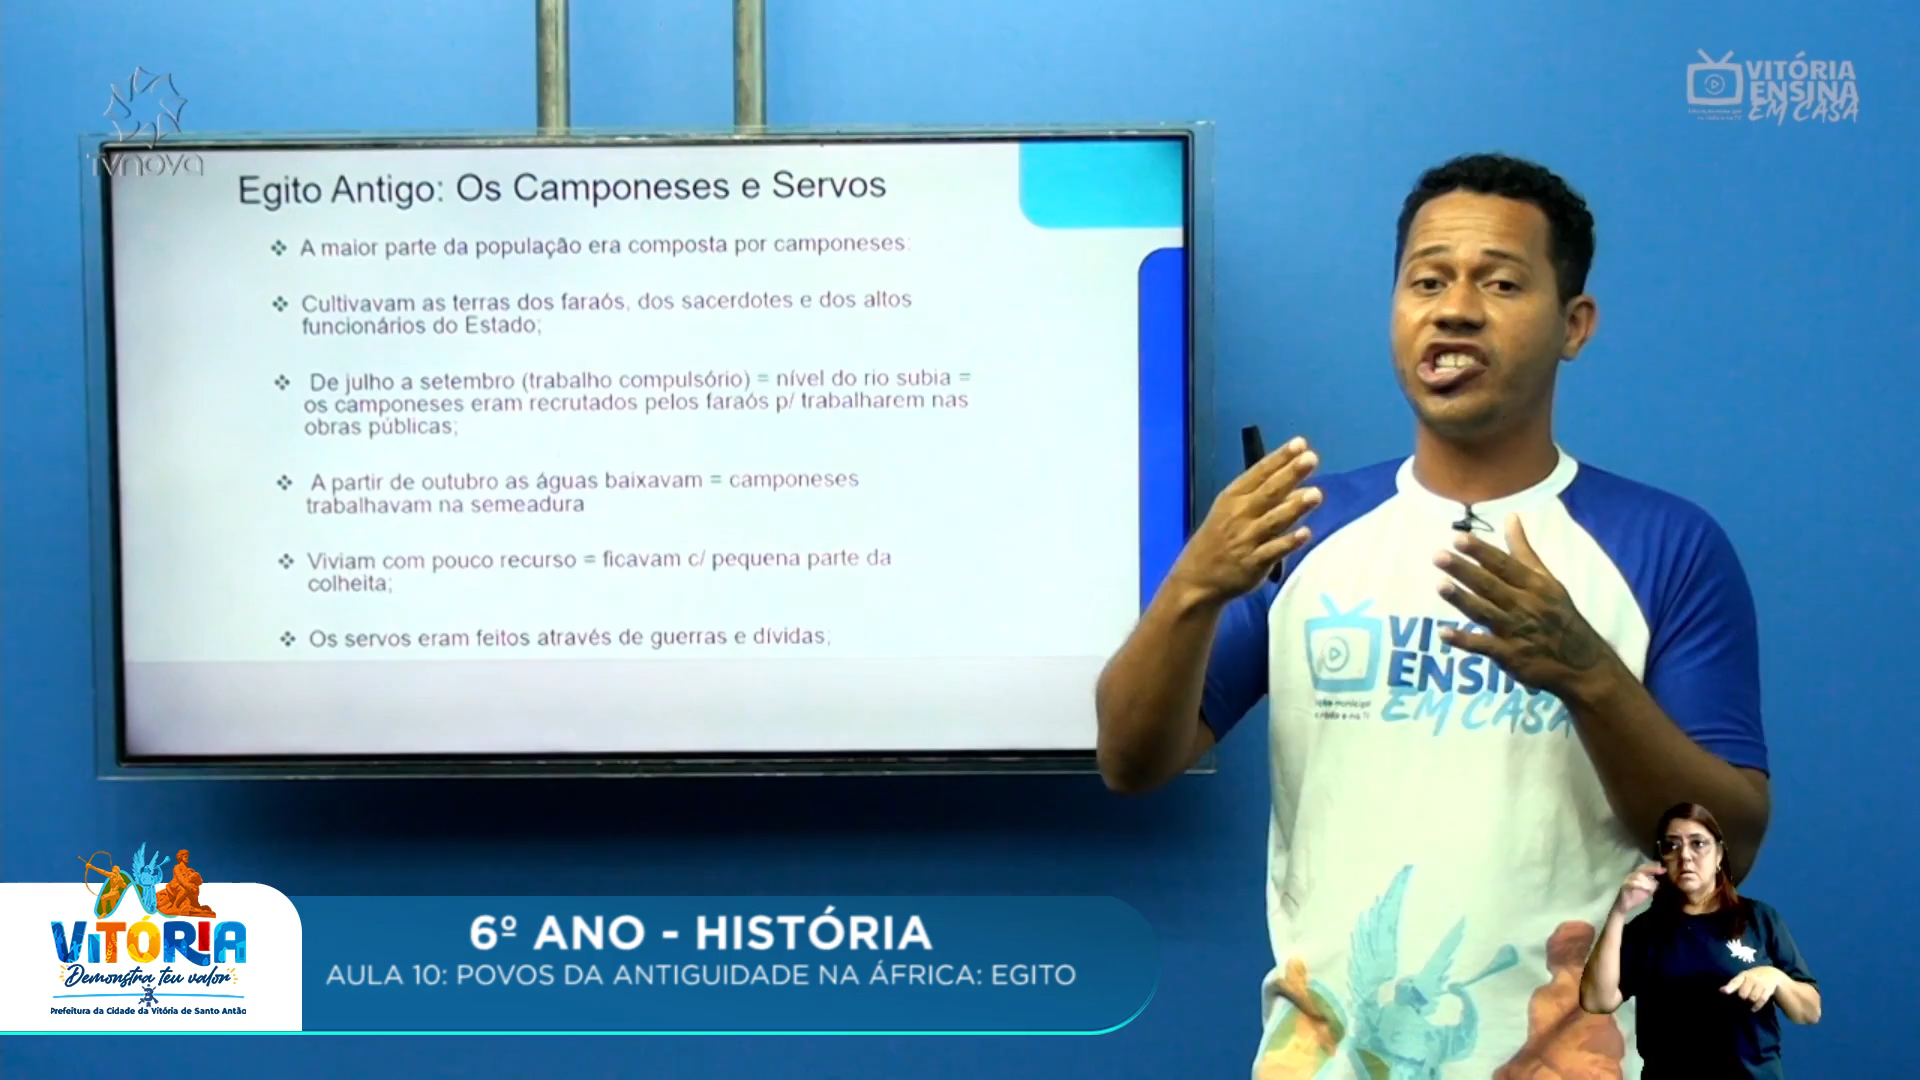 TVNOVA
VITÓRIA
ENSINA
EM CASA
Egito Antigo: Os Camponeses e Servos
A maior parte da população era composta por camponeses:
Cultivavam as terras dos faraós, dos sacerdotes e dos altos
funcionários do Estado;
De julho a setembro (trabalho compulsório) = nível do rio subia =
os camponeses eram recrutados pelos faraós p/ trabalharem nas
obras públicas;
A partir de outubro as águas baixavam = camponeses
trabalhavam na semeadura
Viviam com pouco recurso = ficavam c/ pequena parte da
colheita;
Os servos eram feitos através de guerras e dívidas;
ENSINA
EM CASA
VITÓRIA
Demonstra teu valor
Prefeitura da Cidade da Vitória de Santo Antão
6º ANO - HISTÓRIA
AULA 10: POVOS DA ANTIGUIDADE NA ÁFRICA: EGITO